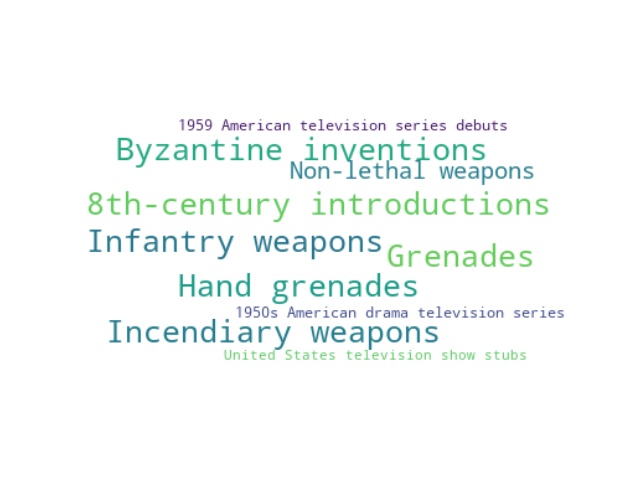 1959 American television series debuts
Byzantine inventions
Non-lethal weapons
8th-century introductions
Infantry weapons
Grenades
Hand grenades
1950s American drama television series
Incendiary weapons
United States television show stubs